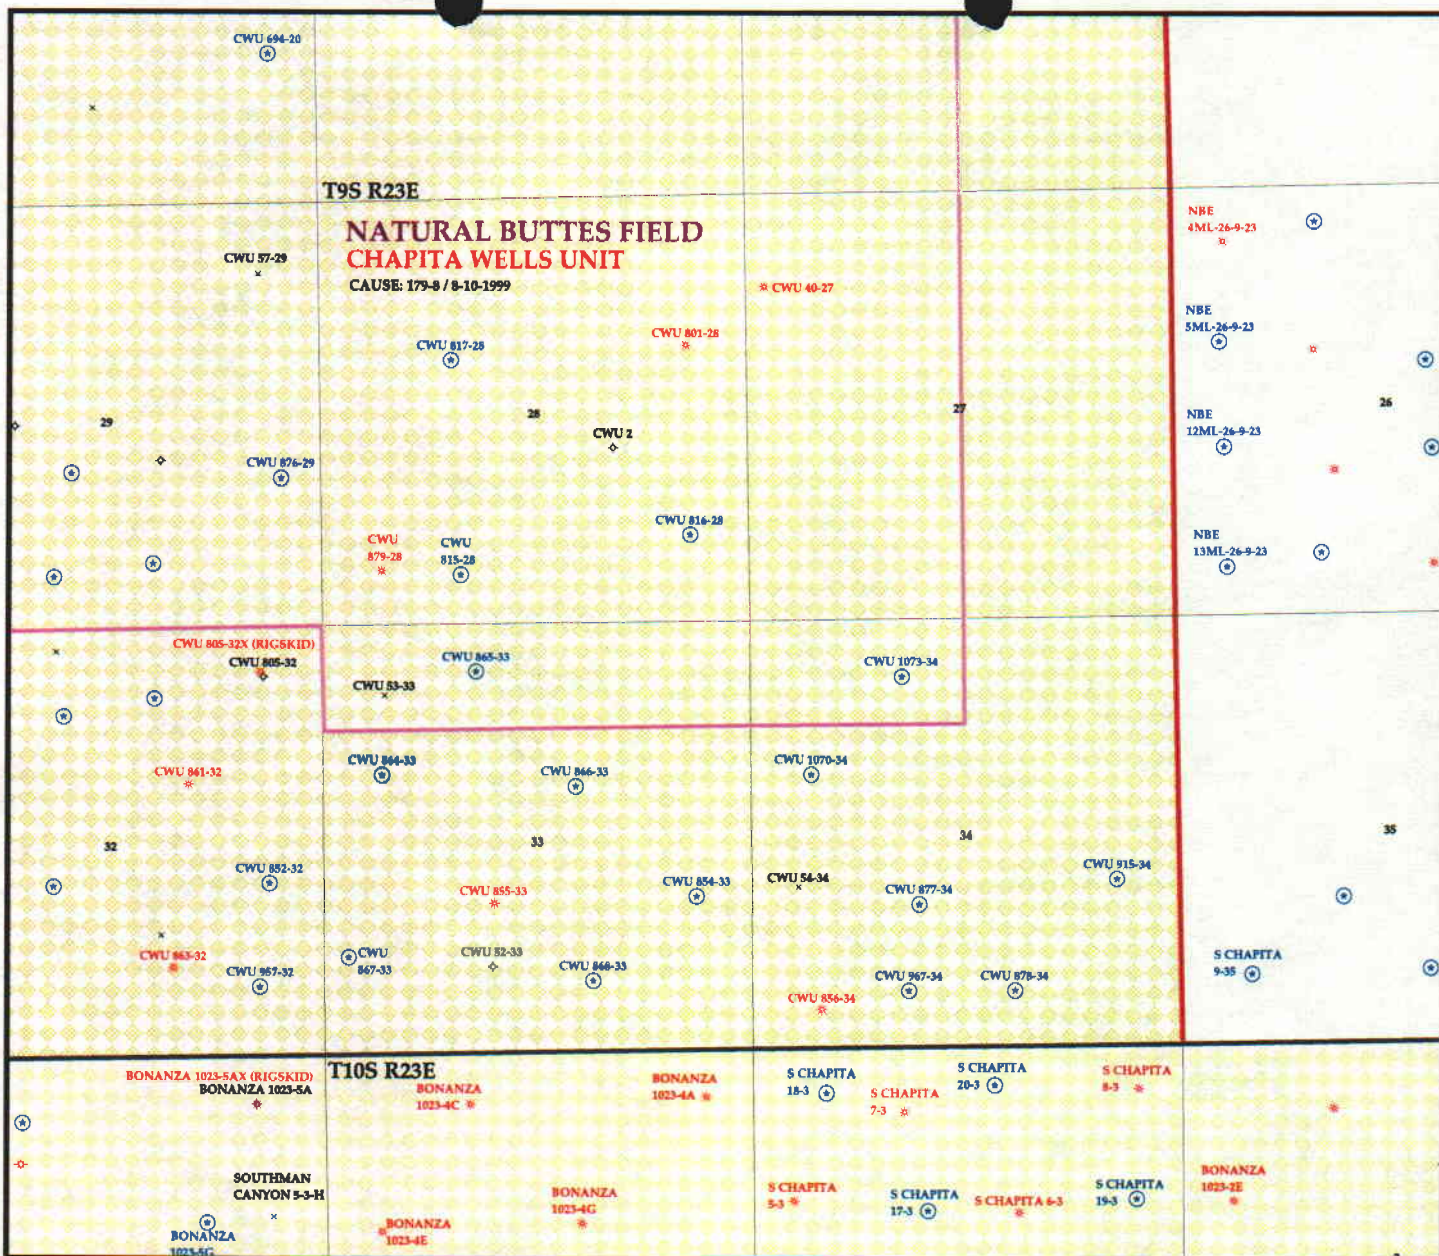 CWU 694-20
T9S R23E
NATURAL BUTTES FIELD
CHAPITA WELLS UNIT
CAUSE: 179-8 / 8-10-1999
CWU 57-29
CWU 40-27
NBE
4ML-26-9-23
CWU 817-28
CWU 801-28
NBE
5ML-26-9-23
29
28
27
26
CWU 2
NBE
12ML-26-9-23
CWU 876-29
CWU 816-28
CWU
879-28
CWU
815-28
NBE
13ML-26-9-23
CWU 805-32X (RIGSKID)
CWU 805-32
CWU 865-33
CWU 53-33
CWU 1073-34
CWU 861-32
CWU 864-33
CWU 866-33
CWU 1070-34
32
33
34
35
CWU 852-32
CWU 855-33
CWU 854-33
CWU 54-34
CWU 877-34
CWU 915-34
CWU 863-32
CWU 957-32
CWU
867-33
CWU 52-33
CWU 868-33
CWU 856-34
CWU 967-34
CWU 878-34
S CHAPITA
9-35
T10S R23E
BONANZA 1023-5AX (RIGSKID)
BONANZA 1023-5A
BONANZA
1023-4C
BONANZA
1023-4A
S CHAPITA
18-3
S CHAPITA
7-3
S CHAPITA
20-3
S CHAPITA
8-3
SOUTHMAN
CANYON 5-3-H
BONANZA
1023-5G
BONANZA
1023-4E
BONANZA
1023-4G
S CHAPITA
5-3
S CHAPITA
17-3
S CHAPITA 6-3
S CHAPITA
19-3
BONANZA
1023-2E